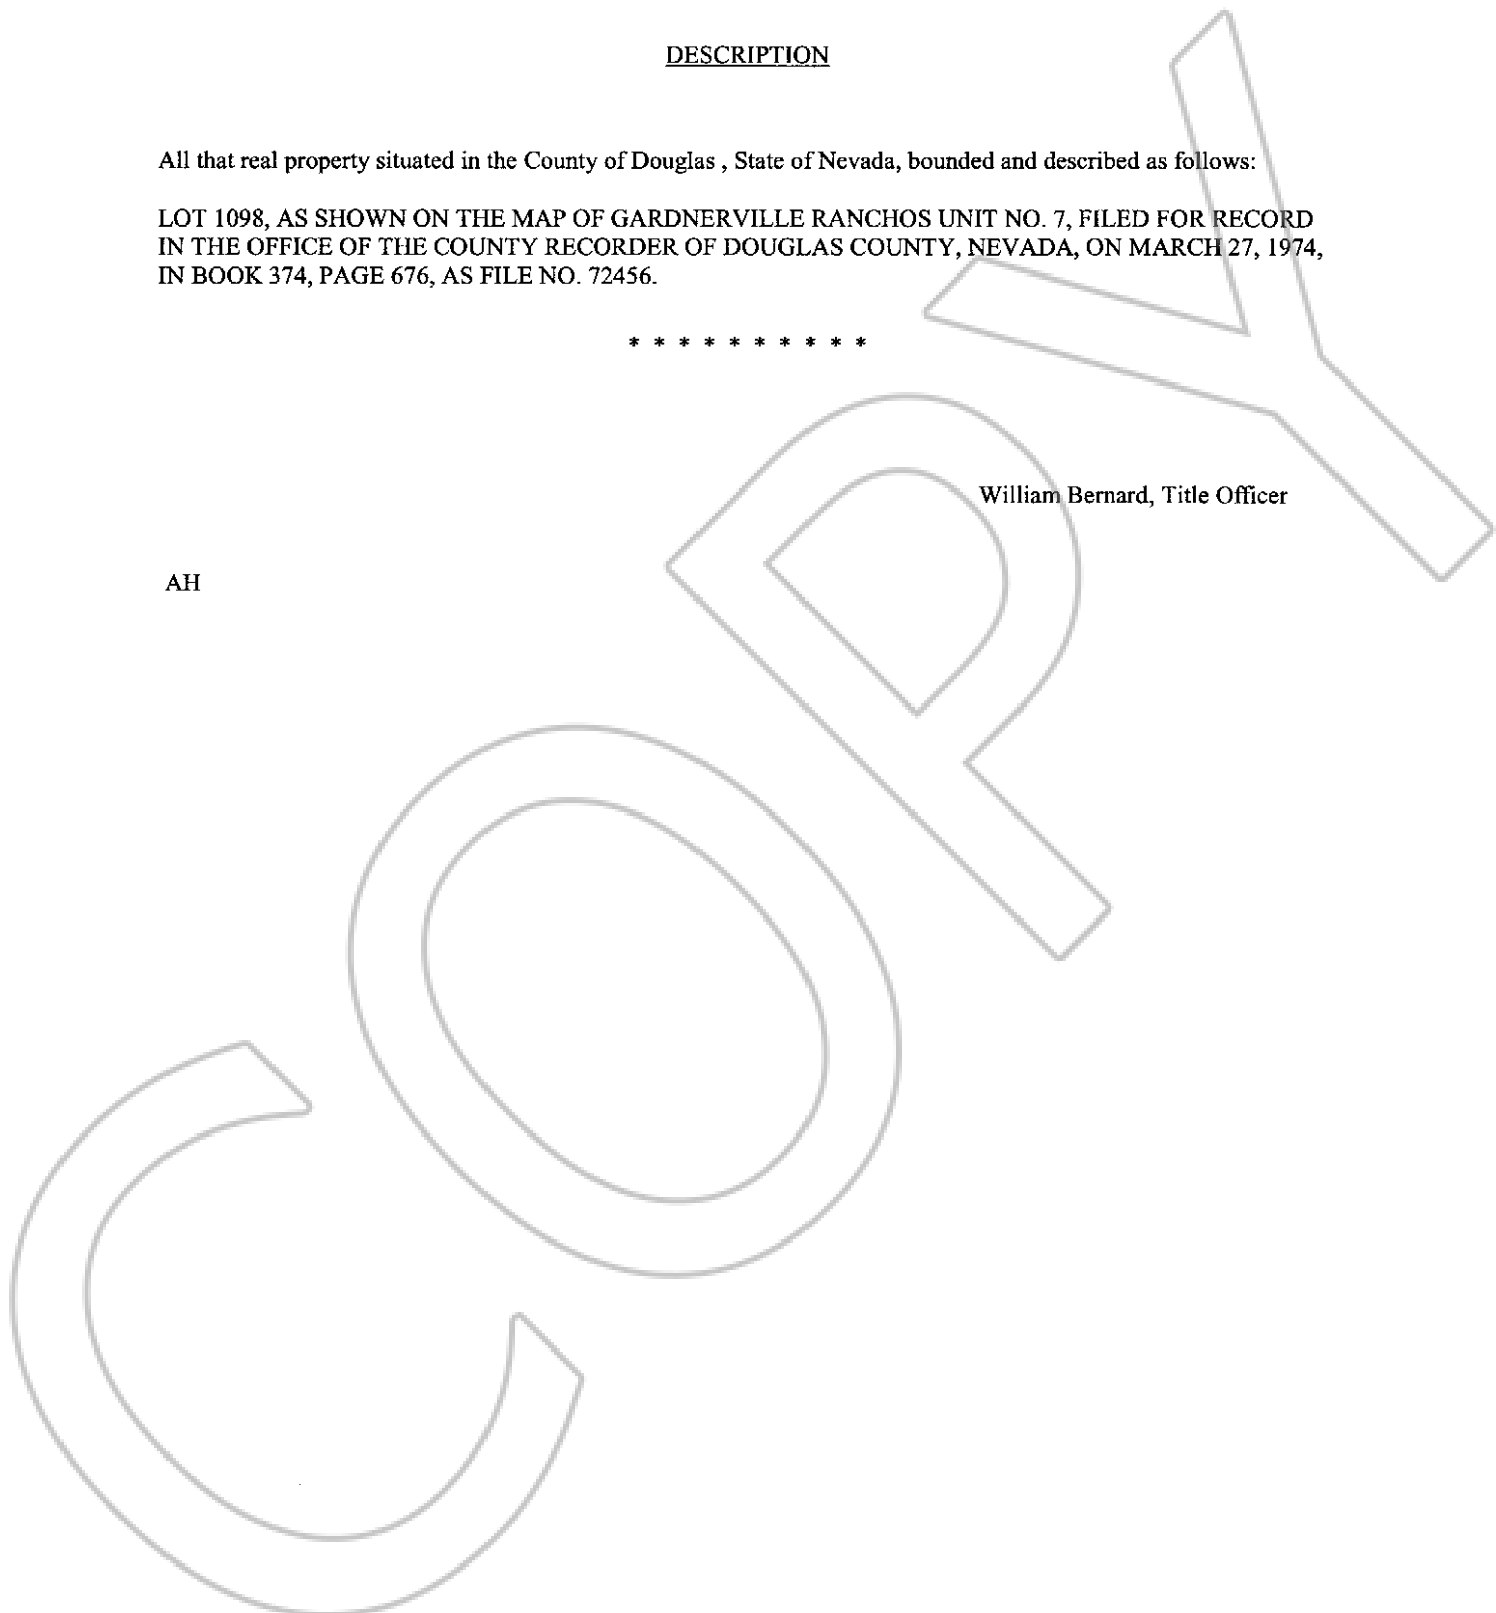 DESCRIPTION
All that real property situated in the County of Douglas , State of Nevada, bounded and described as follows:
LOT 1098, AS SHOWN ON THE MAP OF GARDNERVILLE RANCHOS UNIT NO. 7, FILED FOR RECORD
IN THE OFFICE OF THE COUNTY RECORDER OF DOUGLAS COUNTY, NEVADA, ON MARCH 27, 1974,
IN BOOK 374, PAGE 676, AS FILE NO. 72456.
* * * * * * * * * *
William Bernard, Title Officer
AH
COPY